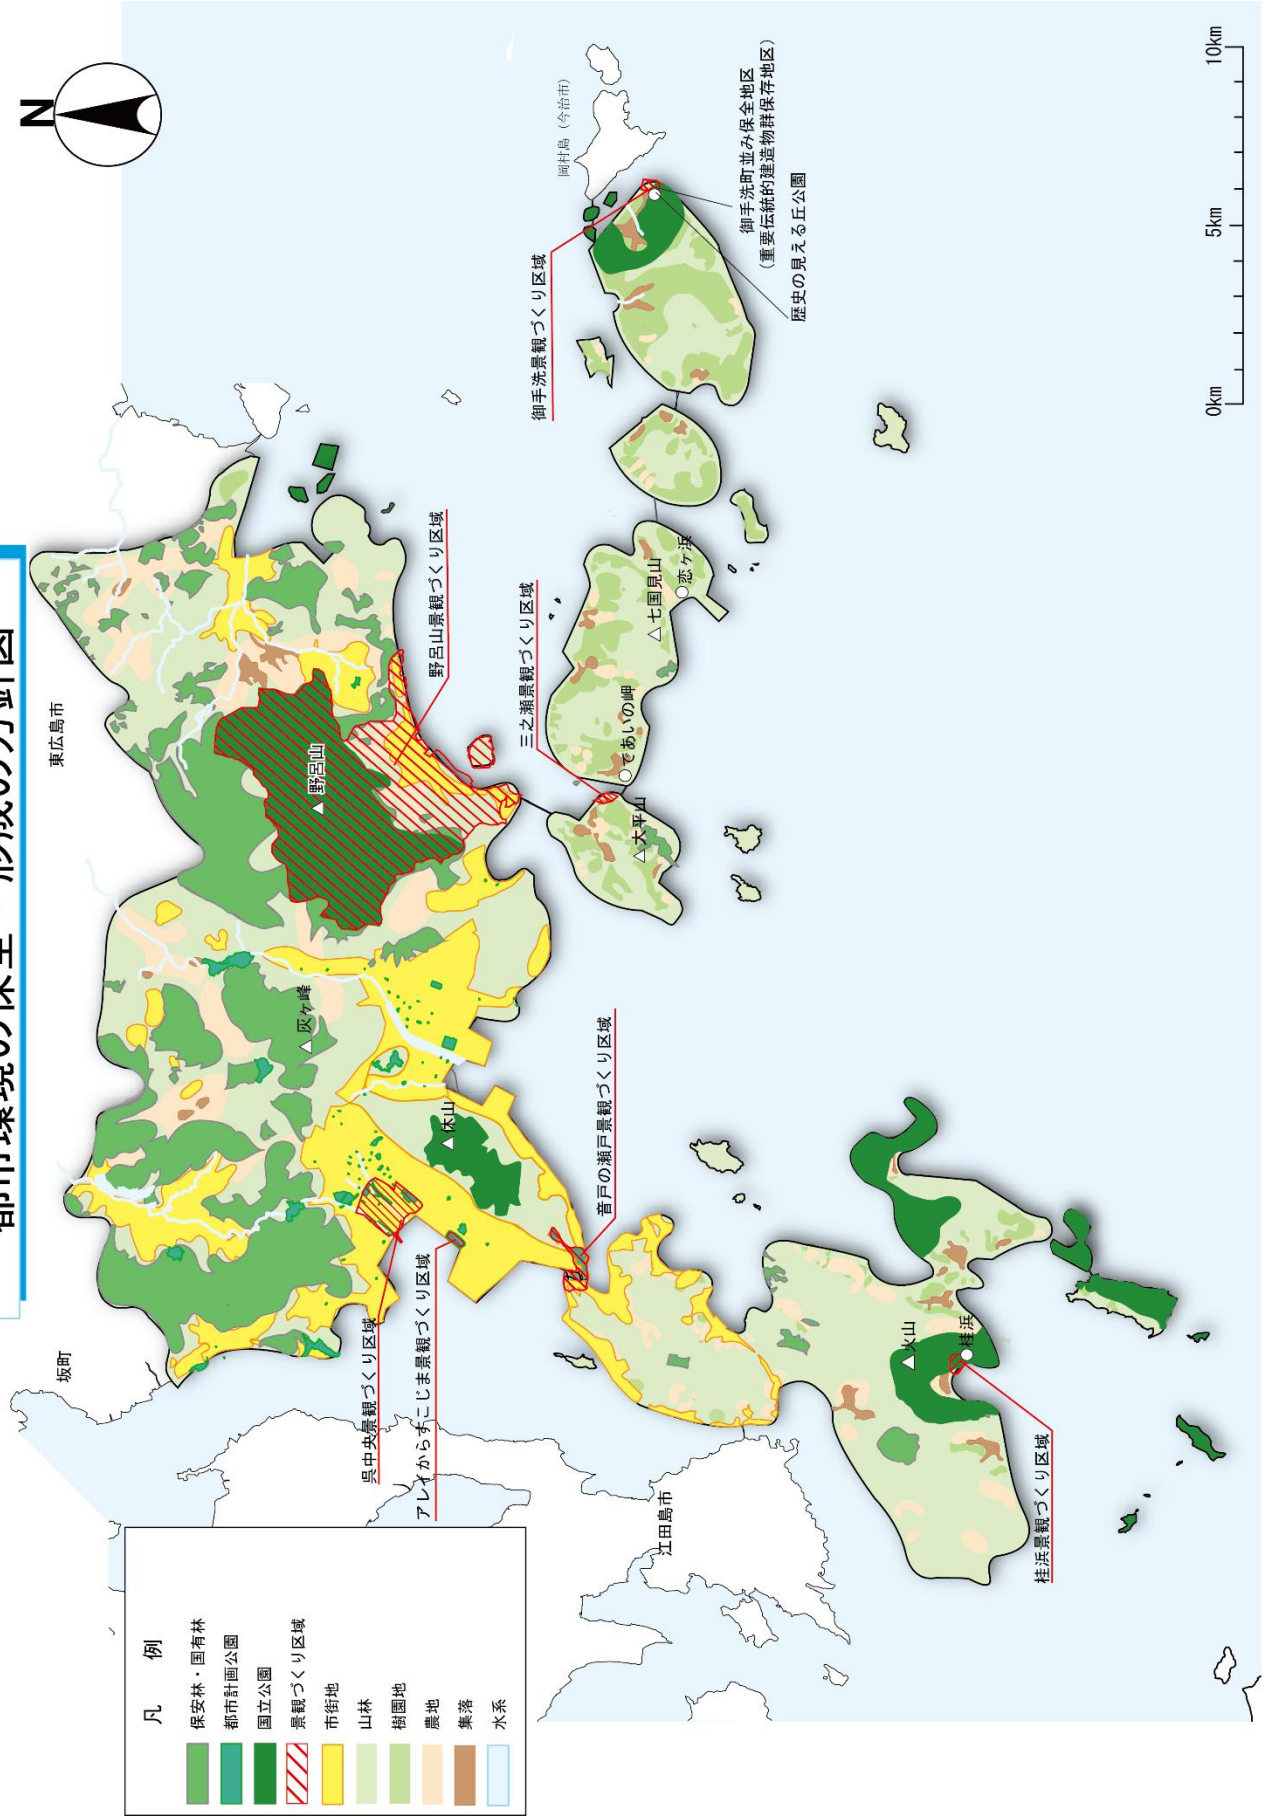 都市環境の保全・形成の方針図
N
東広島市
坂町
江田島市
岡村島（今治市）
野呂山
灰ヶ峰
休山
七国見山
恋ヶ浜
であいの岬
大平山
火山
桂浜
野呂山景観づくり区域
三之瀬景観づくり区域
御手洗景観づくり区域
御手洗町並み保全地区
（重要伝統的建造物群保存地区）
歴史の見える丘公園
音戸の瀬戸景観づくり区域
呉中央景観づくり区域
アレイからすこじま景観づくり区域
桂浜景観づくり区域
凡　例
保安林・国有林
都市計画公園
国立公園
景観づくり区域
市街地
山林
樹園地
農地
集落
水系
0km
5km
10km